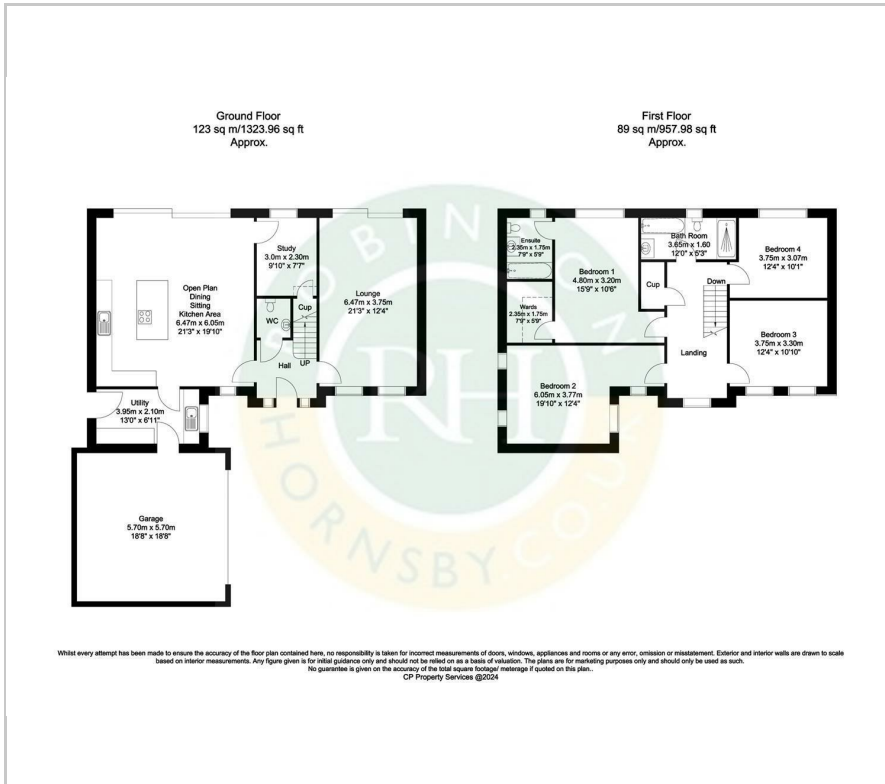 Ground Floor
123 sq m/1323.96 sq ft
Approx.
First Floor
89 sq m/957.98 sq ft
Approx.
Open Plan
Dining
Sitting
Kitchen Area
6.47m x 6.05m
21'3" x 19'10"
Study
3.0m x 2.30m
9'10" x 7'7"
Cup
WC
Hall
UP
Lounge
6.47m x 3.75m
21'3" x 12'4"
Utility
3.95m x 2.10m
13'0" x 6'11"
Garage
5.70m x 5.70m
18'8" x 18'8"
Ensuite
2.35m x 1.75m
7'9" x 5'9"
Wards
2.35m x 1.75m
7'9" x 5'9"
Bedroom 1
4.80m x 3.20m
15'9" x 10'6"
Bath Room
3.65m x 1.60
12'0" x 5'3"
Cup
Down
Landing
Bedroom 4
3.75m x 3.07m
12'4" x 10'1"
Bedroom 3
3.75m x 3.30m
12'4" x 10'10"
Bedroom 2
6.05m x 3.77m
19'10" x 12'4"
RH
HORNSBY
Whilst every attempt has been made to ensure the accuracy of the floor plan contained here, no responsibility is taken for incorrect measurements of doors, windows, appliances and rooms or any error, omission or misstatement. Exterior and interior walls are drawn to scale
based on interior measurements. Any figure given is for initial guidance only and should not be relied on as a basis of valuation. The plans are for marketing purposes only and should only be used as such.
No guarantee is given on the accuracy of the total square footage/ meterage if quoted on this plan..
CP Property Services @2024